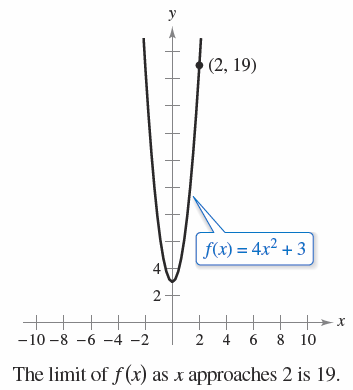 y
(2, 19)
f(x) = 4x² + 3
4
2
x
−10 −8 −6 −4 −2 2 4 6 8 10
The limit of f(x) as x approaches 2 is 19.